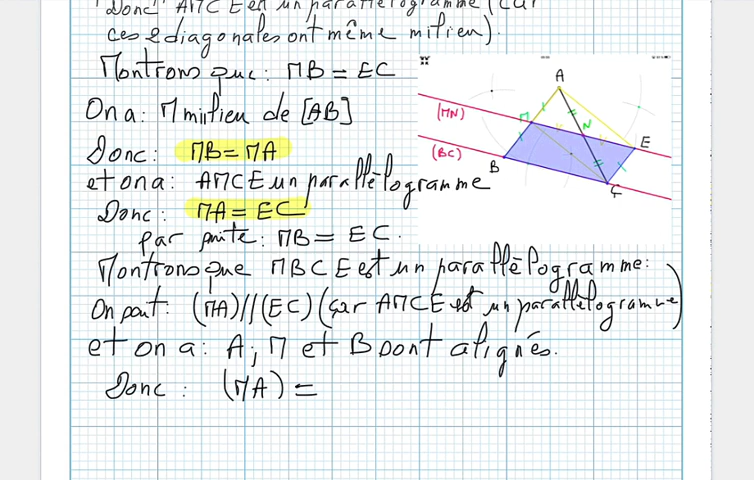 Donc AMCE est un parallélogramme (car
ces 2 diagonales ont même milieu).
Montrons que : MB = EC
On a : M milieu de [AB]
Donc : MB = MA
et on a : AMCE un parallélogramme
Donc : MA = EC
par suite : MB = EC.
Montrons que MBCE est un parallélogramme :
On sait : (MA) // (EC) (car AMCE est un parallélogramme)
et on a : A, M et B sont alignés.
Donc : (MA) =
A
(MN)
M
N
E
(BC)
B
C